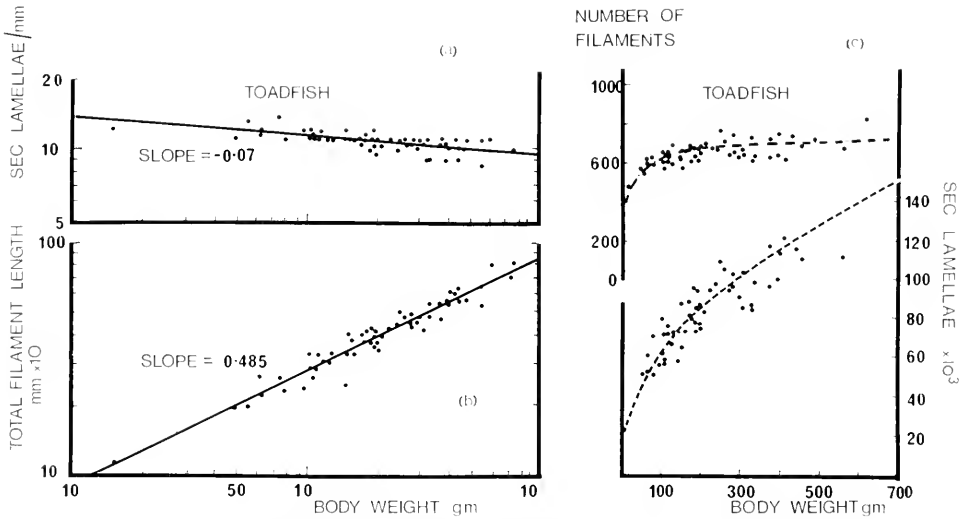 SEC LAMELLAE/mm
(a)
20
TOADFISH
10
SLOPE = -0·07
5
TOTAL FILAMENT LENGTH
mm x10
100
SLOPE = 0·485
(b)
10
10 50 10 10
BODY WEIGHT gm
NUMBER OF
FILAMENTS
(c)
1000
TOADFISH
600
200
0
140
120
100
80
60
40
20
SEC LAMELLAE x10³
100 300 500 700
BODY WEIGHT gm